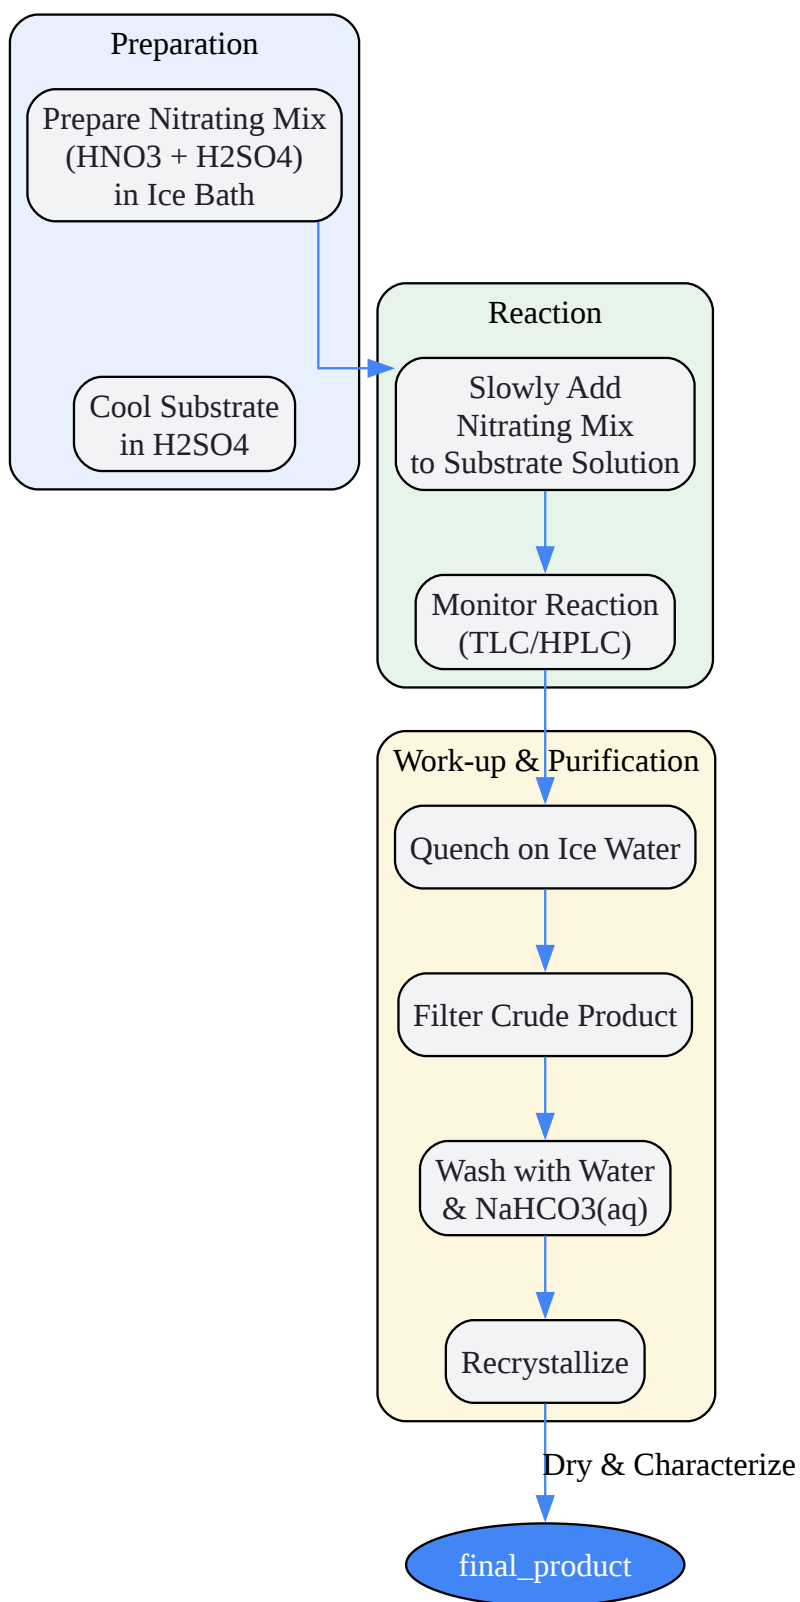 Preparation
Prepare Nitrating Mix
(HNO3 + H2SO4)
in Ice Bath
Cool Substrate
in H2SO4
Reaction
Slowly Add
Nitrating Mix
to Substrate Solution
Monitor Reaction
(TLC/HPLC)
Work-up & Purification
Quench on Ice Water
Filter Crude Product
Wash with Water
& NaHCO3(aq)
Recrystallize
Dry & Characterize
final_product